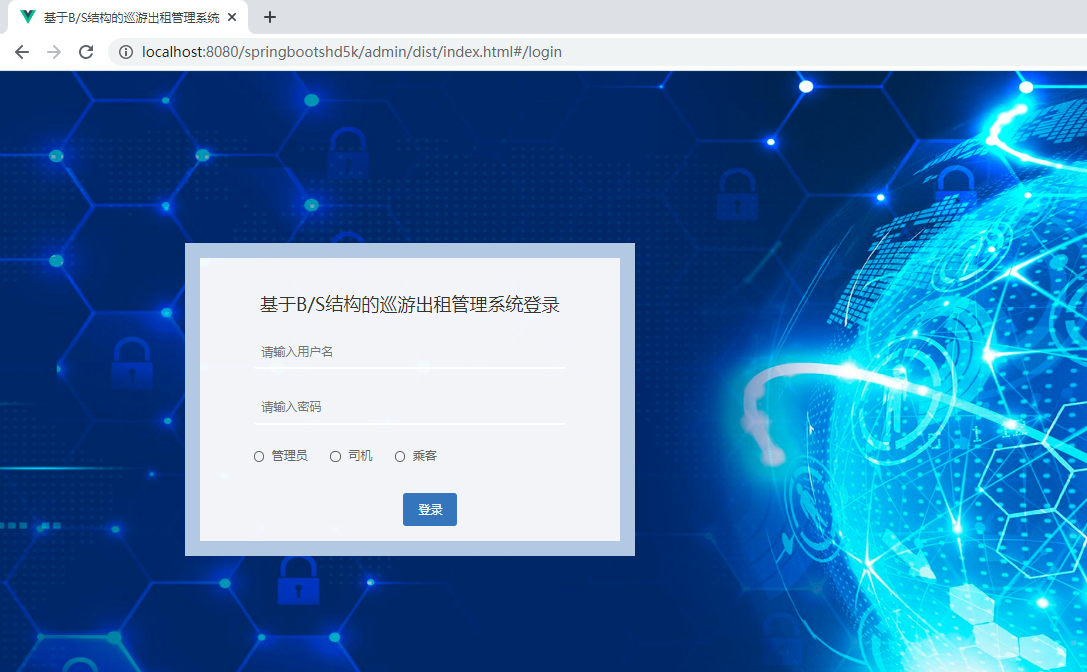 基于B/S结构的巡游出租管理系统
localhost:8080/springbootshd5k/admin/dist/index.html#/login
基于B/S结构的巡游出租管理系统登录
请输入用户名
请输入密码
管理员 司机 乘客
登录